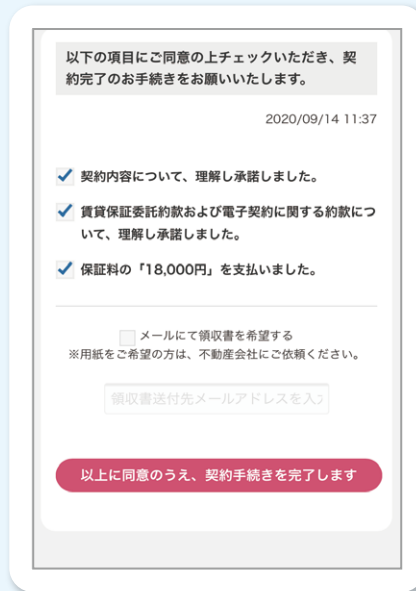 以下の項目にご同意の上チェックいただき、契
約完了のお手続きをお願いいたします。
2020/09/14 11:37
契約内容について、理解し承諾しました。
賃貸保証委託約款および電子契約に関する約款につ
いて、理解し承諾しました。
保証料の「18,000円」を支払いました。
メールにて領収書を希望する
※用紙をご希望の方は、不動産会社にご依頼ください。
領収書送付先メールアドレスを入力
以上に同意のうえ、契約手続きを完了します